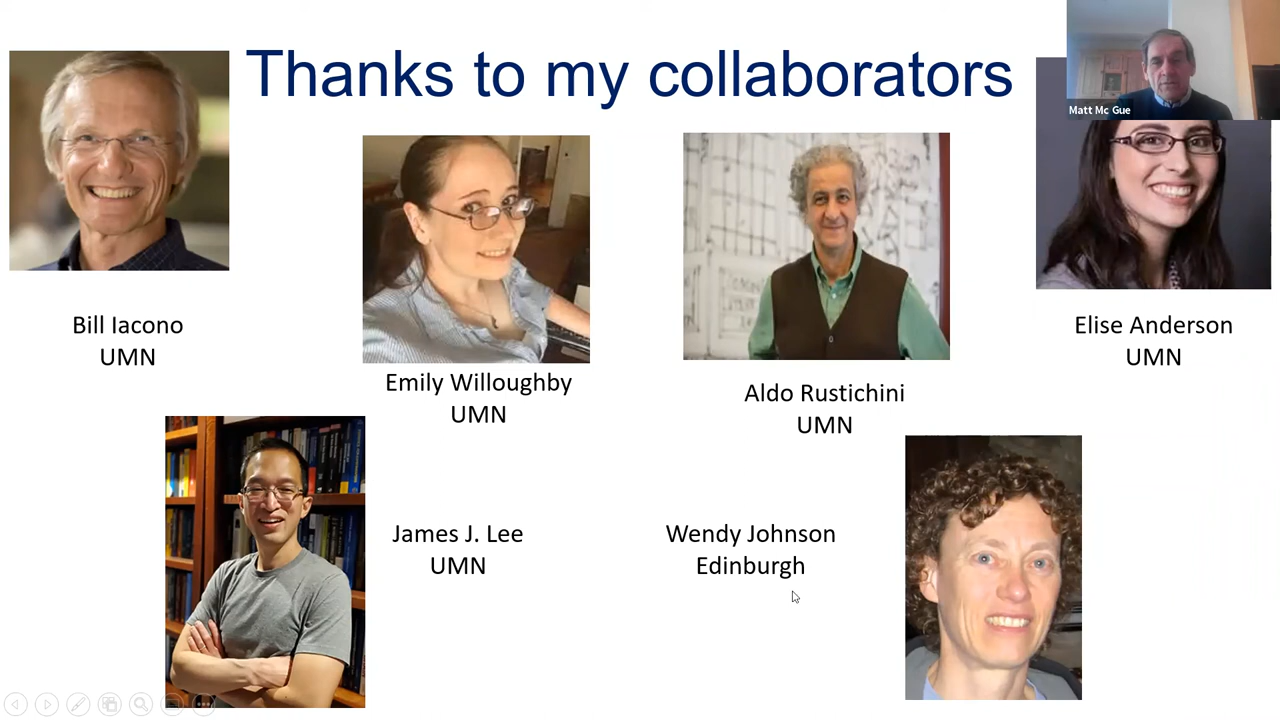 Thanks to my collaborators
Matt Mc Gue
Bill Iacono
UMN
Emily Willoughby
UMN
Aldo Rustichini
UMN
Elise Anderson
UMN
James J. Lee
UMN
Wendy Johnson
Edinburgh